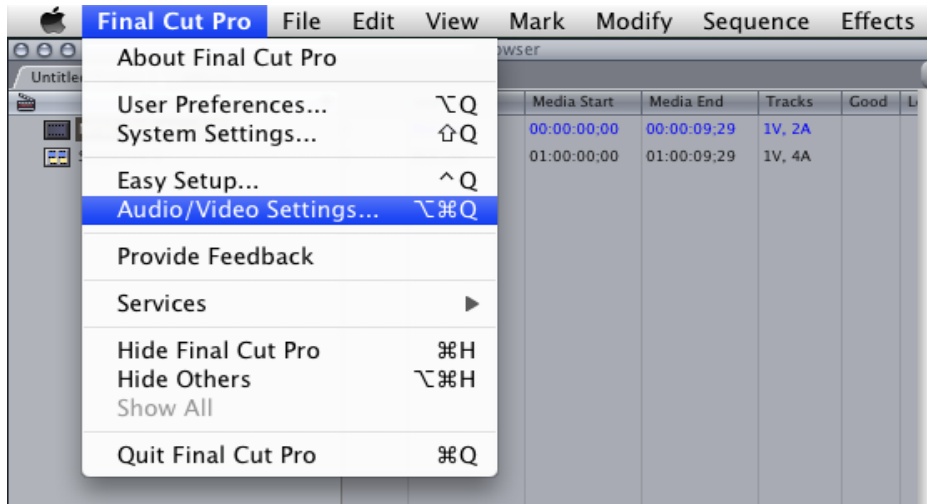 Final Cut Pro File Edit View Mark Modify Sequence Effects
About Final Cut Pro
User Preferences... ⌥Q
System Settings... ⇧Q
Easy Setup... ^Q
Audio/Video Settings... ⌥⌘Q
Provide Feedback
Services ▶
Hide Final Cut Pro ⌘H
Hide Others ⌥⌘H
Show All
Quit Final Cut Pro ⌘Q
Media Start Media End Tracks Good
00:00:00;00 00:00:09;29 1V, 2A
01:00:00;00 01:00:09;29 1V, 4A